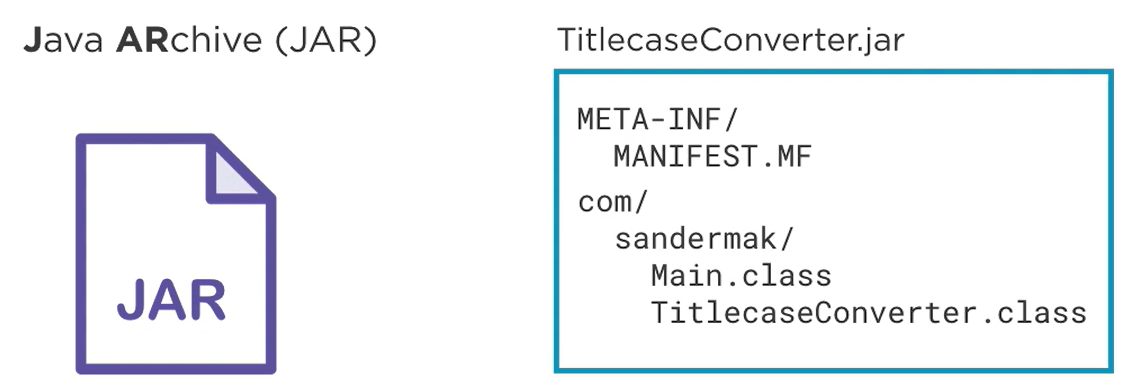 Java ARchive (JAR)
JAR
TitlecaseConverter.jar
META-INF/
MANIFEST.MF
com/
sandermak/
Main.class
TitlecaseConverter.class